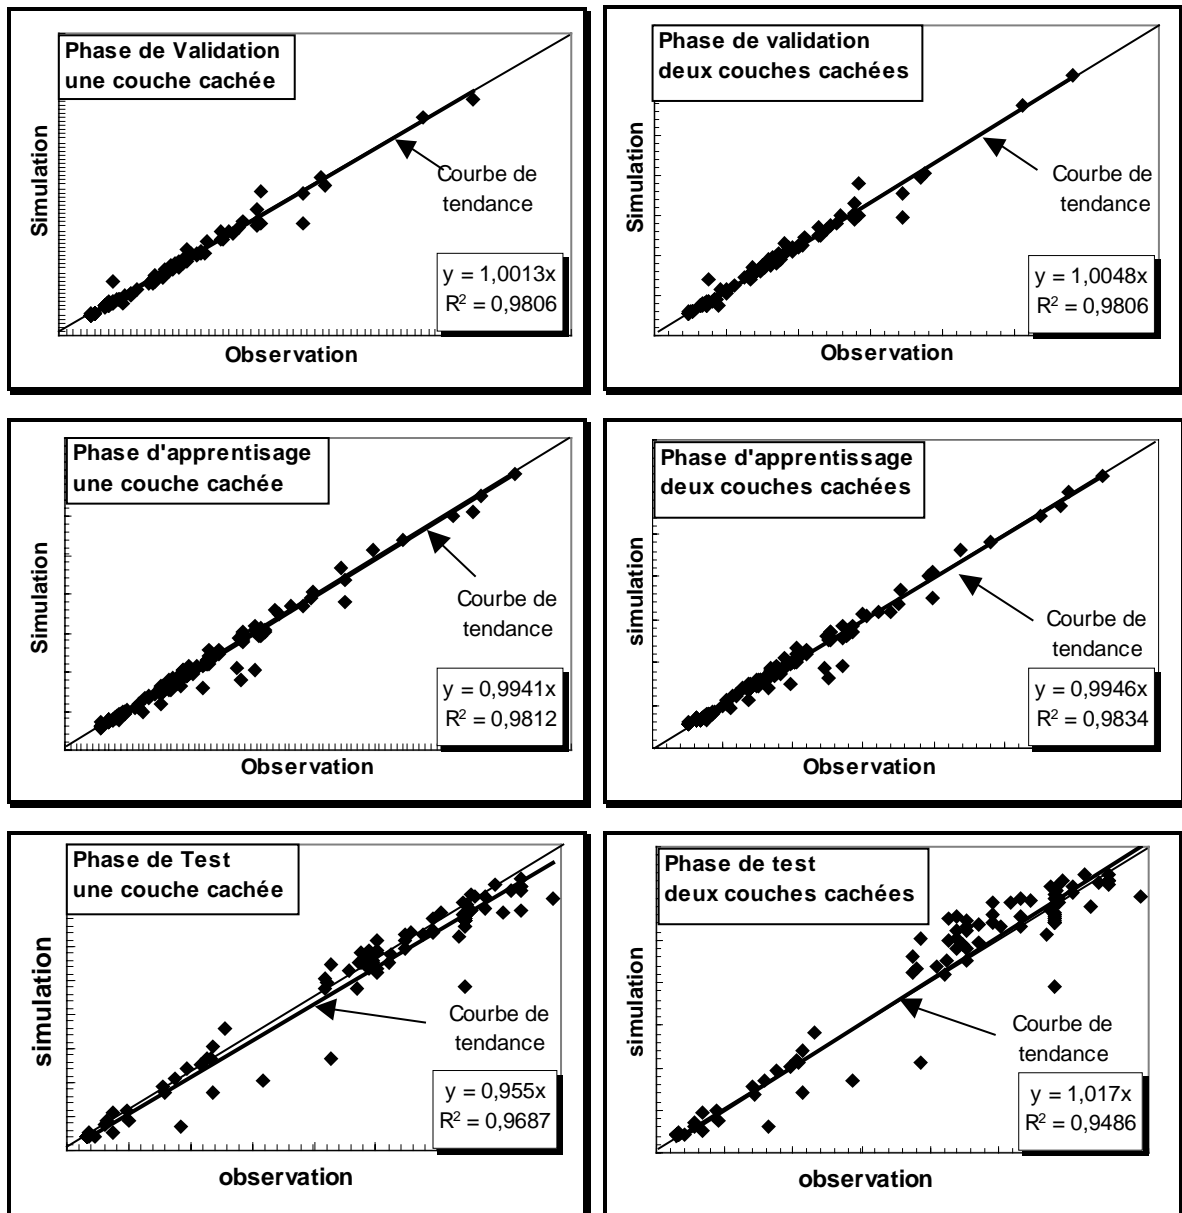 Phase de Validation
une couche cachée
Simulation
Courbe de
tendance
y = 1,0013x
R² = 0,9806
Observation
Phase de validation
deux couches cachées
Simulation
Courbe de
tendance
y = 1,0048x
R² = 0,9806
Observation
Phase d'apprentisage
une couche cachée
Simulation
Courbe de
tendance
y = 0,9941x
R² = 0,9812
Observation
Phase d'apprentissage
deux couches cachées
simulation
Courbe de
tendance
y = 0,9946x
R² = 0,9834
Observation
Phase de Test
une couche cachée
simulation
Courbe de
tendance
y = 0,955x
R² = 0,9687
observation
Phase de test
deux couches cachées
simulation
Courbe de
tendance
y = 1,017x
R² = 0,9486
observation